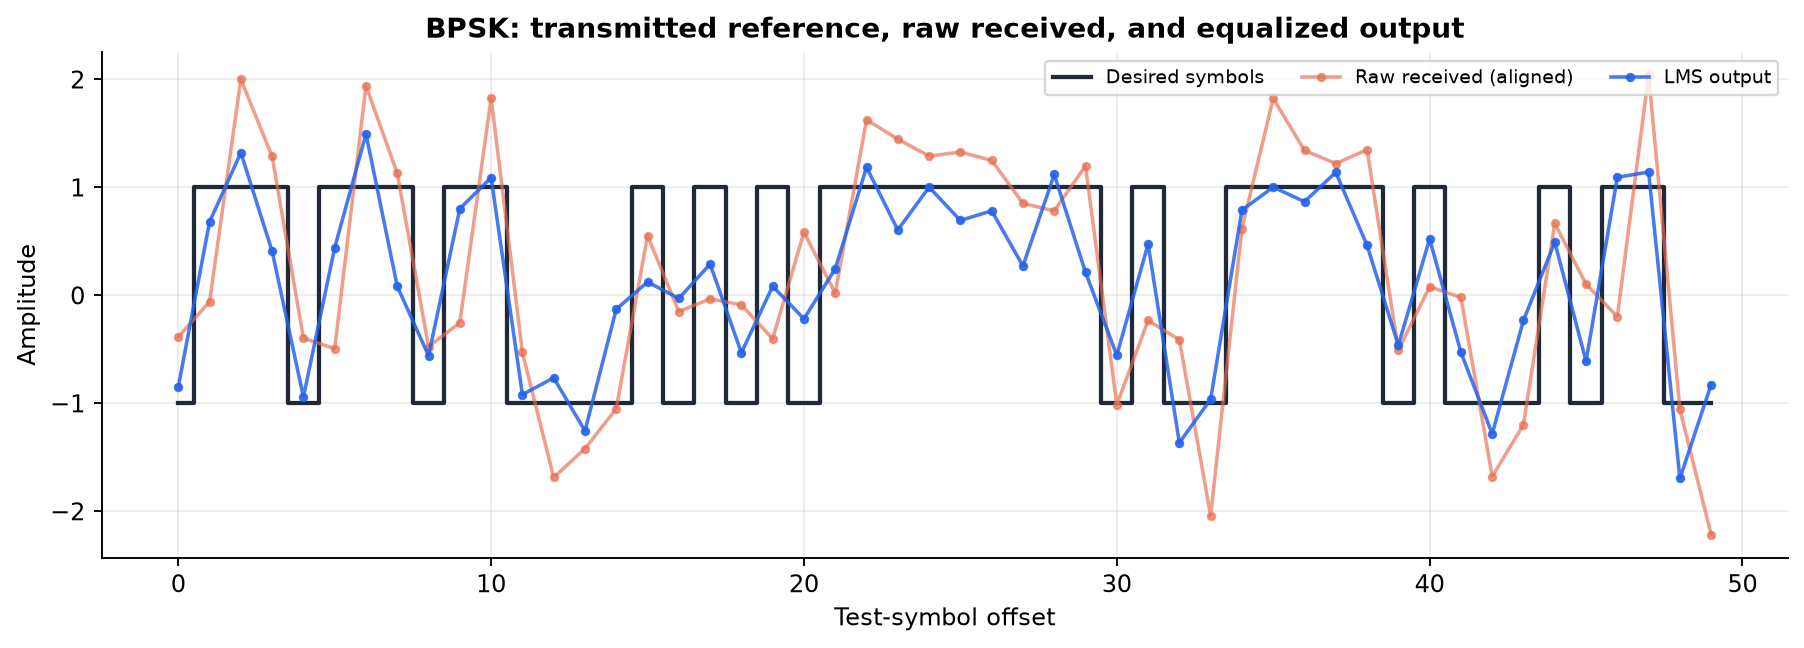 BPSK: transmitted reference, raw received, and equalized output
Desired symbols
Raw received (aligned)
LMS output
Amplitude
2
1
0
−1
−2
0
10
20
30
40
50
Test-symbol offset